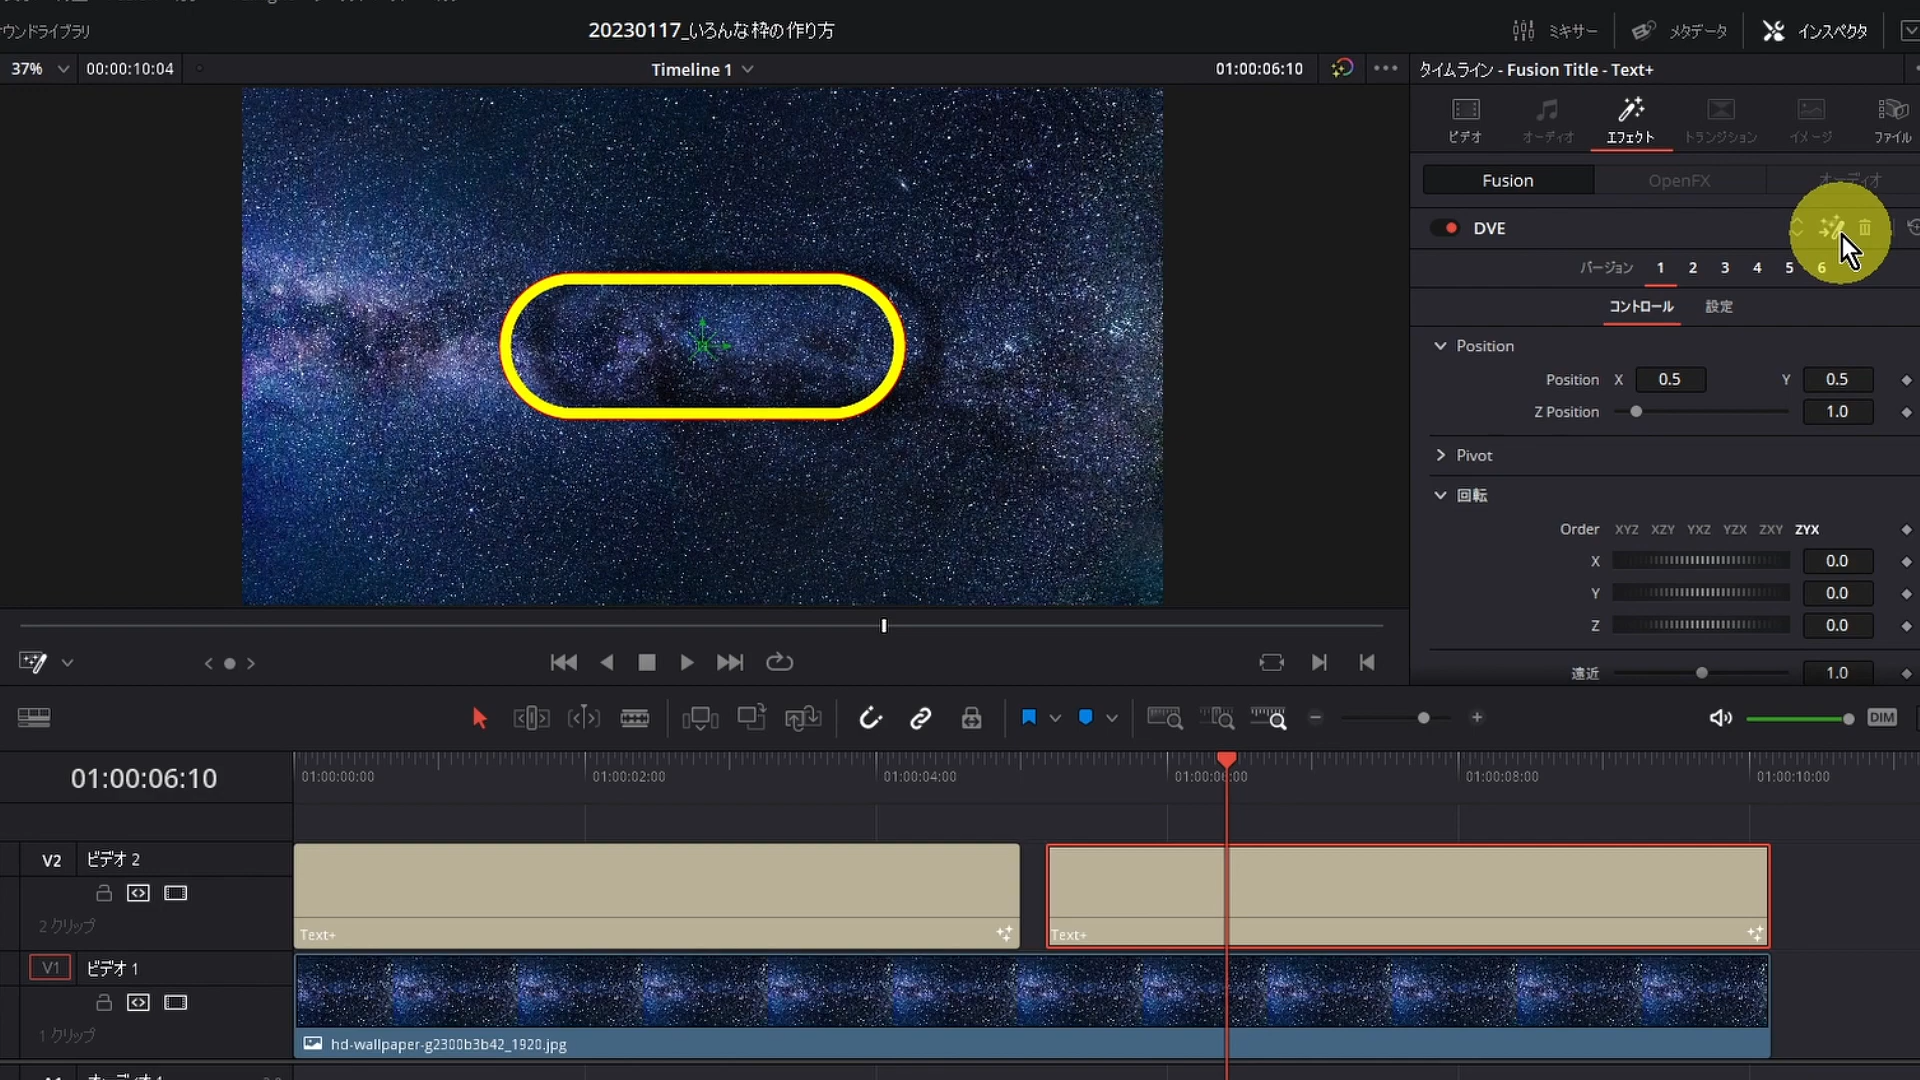 ウンドライブラリ
20230117_いろんな枠の作り方
ミキサー
メタデータ
インスペクタ
37%
00:00:10:04
Timeline 1
01:00:06:10
タイムライン - Fusion Title - Text+
ビデオ
オーディオ
エフェクト
トランジション
イメージ
ファイル
Fusion
OpenFX
オーディオ
DVE
バージョン 1 2 3 4 5 6
コントロール
設定
Position
Position X 0.5 Y 0.5
Z Position 1.0
Pivot
回転
Order XYZ XZY YXZ YZX ZXY ZYX
X 0.0
Y 0.0
Z 0.0
遠近 1.0
DIM
01:00:06:10
01:00:00:00
01:00:02:00
01:00:04:00
01:00:06:00
01:00:08:00
01:00:10:00
V2 ビデオ 2
2 クリップ
Text+
Text+
V1 ビデオ 1
1 クリップ
hd-wallpaper-g2300b3b42_1920.jpg